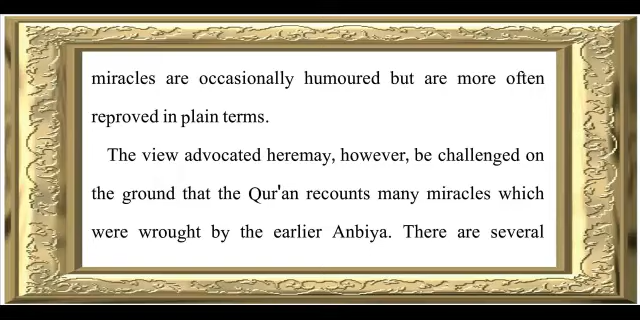 miracles are occasionally humoured but are more often
reproved in plain terms.
The view advocated heremay, however, be challenged on
the ground that the Qur'an recounts many miracles which
were wrought by the earlier Anbiya. There are several